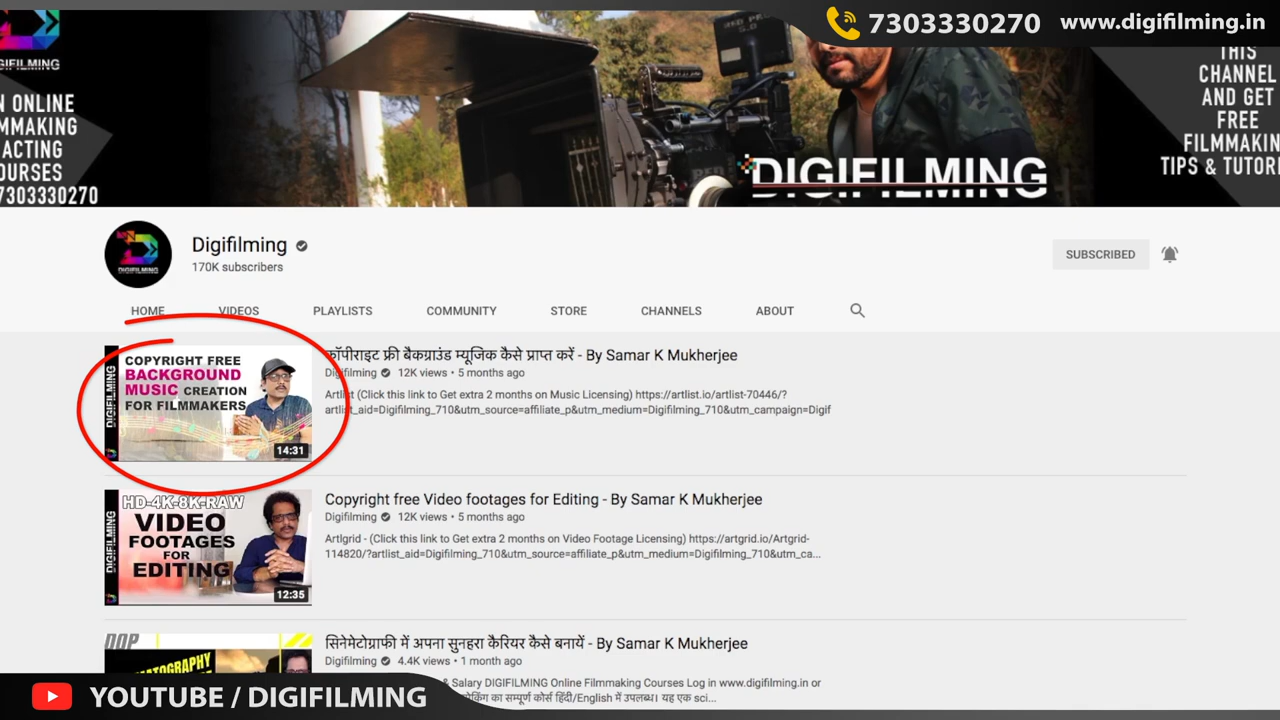 7303330270 www.digifilming.in
IFILMING
N ONLINE
MMAKING
ACTING
OURSES
7303330270
DIGIFILMING
THIS
CHANNEL
AND GET
FREE
FILMMAKIN
TIPS & TUTOR
DIGIFILMING
Digifilming
170K subscribers
SUBSCRIBED
HOME VIDEOS PLAYLISTS COMMUNITY STORE CHANNELS ABOUT
DIGIFILMING
COPYRIGHT FREE
BACKGROUND
MUSIC CREATION
FOR FILMMAKERS
14:31
कॉपीराइट फ्री बैकग्राउंड म्यूजिक कैसे प्राप्त करें - By Samar K Mukherjee
Digifilming 12K views • 5 months ago
Artlist (Click this link to Get extra 2 months on Music Licensing) https://artlist.io/artlist-70446/?
artlist_aid=Digifilming_710&utm_source=affiliate_p&utm_medium=Digifilming_710&utm_campaign=Digif
DIGIFILMING
HD-4K-8K-RAW
VIDEO
FOOTAGES
FOR
EDITING
12:35
Copyright free Video footages for Editing - By Samar K Mukherjee
Digifilming 12K views • 5 months ago
Artlgrid - (Click this link to Get extra 2 months on Video Footage Licensing) https://artgrid.io/Artgrid-
114820/?artlist_aid=Digifilming_710&utm_source=affiliate_p&utm_medium=Digifilming_710&utm_ca...
DOP
सिनेमेटोग्राफी में अपना सुनहरा कैरियर कैसे बनायें - By Samar K Mukherjee
Digifilming 4.4K views • 1 month ago
& Salary DIGIFILMING Online Filmmaking Courses Log in www.digifilming.in or
मेकिंग का सम्पूर्ण कोर्स हिंदी/English में उपलब्ध। यह एक sci...
YOUTUBE / DIGIFILMING